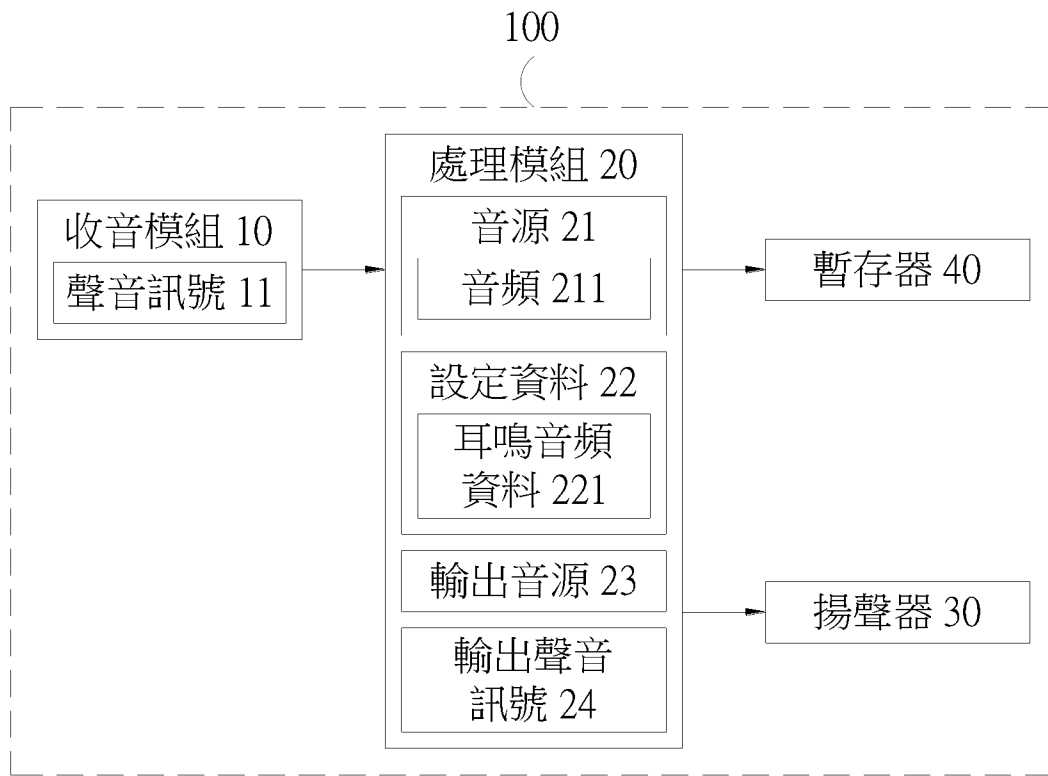 100
收音模組 10
聲音訊號 11
處理模組 20
音源 21
音頻 211
設定資料 22
耳鳴音頻
資料 221
輸出音源 23
輸出聲音
訊號 24
暫存器 40
揚聲器 30